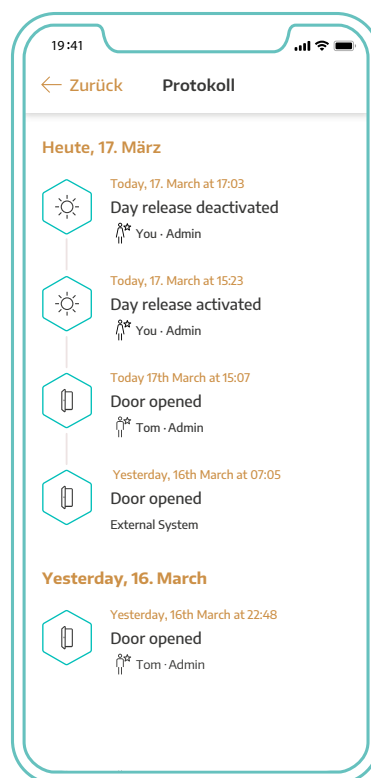 19:41
Zurück Protokoll
Heute, 17. März
Today, 17. March at 17:03
Day release deactivated
You · Admin
Today, 17. March at 15:23
Day release activated
You · Admin
Today 17th March at 15:07
Door opened
Tom · Admin
Yesterday, 16th March at 07:05
Door opened
External System
Yesterday, 16. March
Yesterday, 16th March at 22:48
Door opened
Tom · Admin